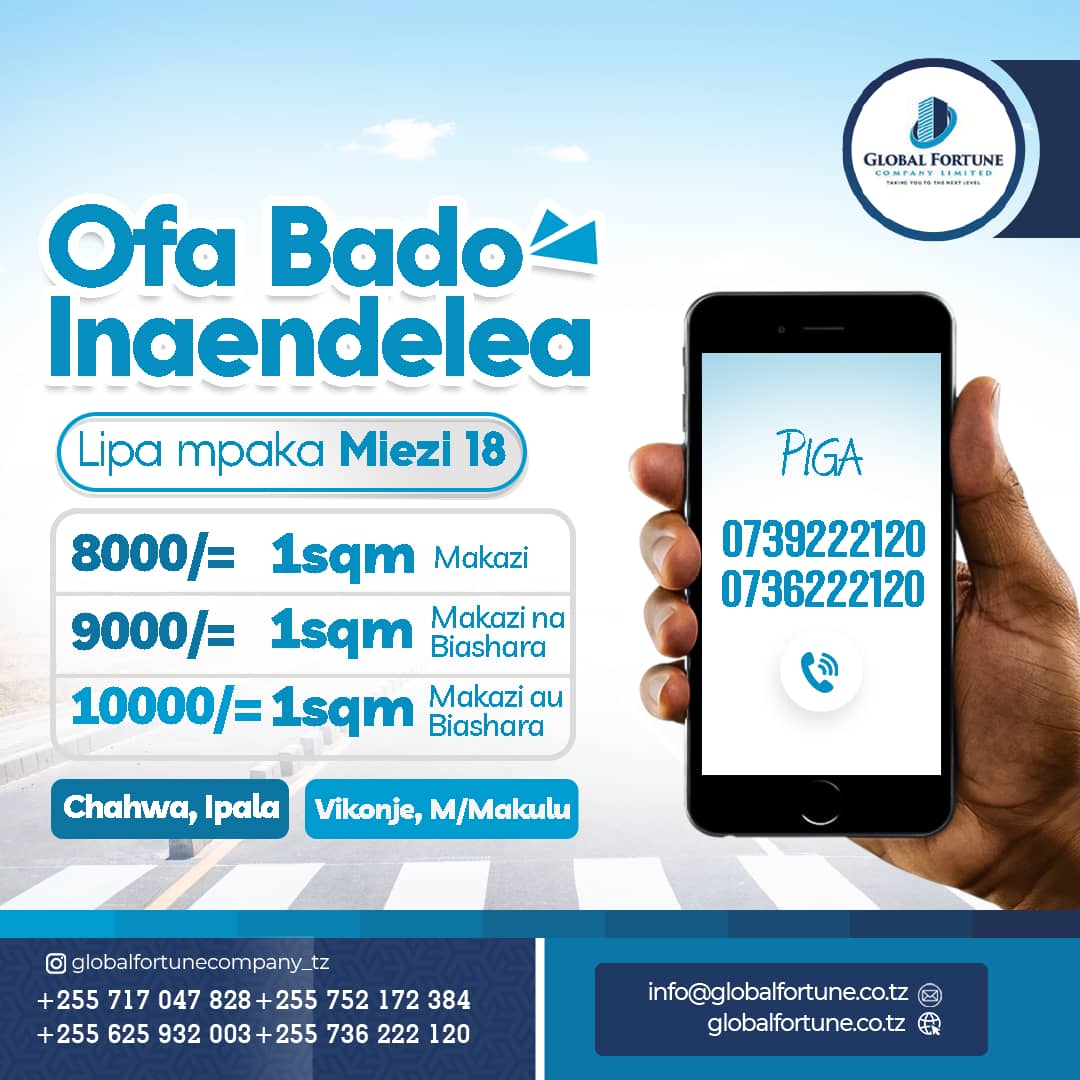 GLOBAL FORTUNE
COMPANY LIMITED
TAKING YOU TO THE NEXT LEVEL
Ofa Bado
Inaendelea
Lipa mpaka Miezi 18
8000/= 1sqm Makazi
9000/= 1sqm Makazi na
Biashara
10000/= 1sqm Makazi au
Biashara
Chahwa, Ipala
Vikonje, M/Makulu
PIGA
0739222120
0736222120
globalfortunecompany_tz
+255 717 047 828 +255 752 172 384
+255 625 932 003 +255 736 222 120
info@globalfortune.co.tz
globalfortune.co.tz